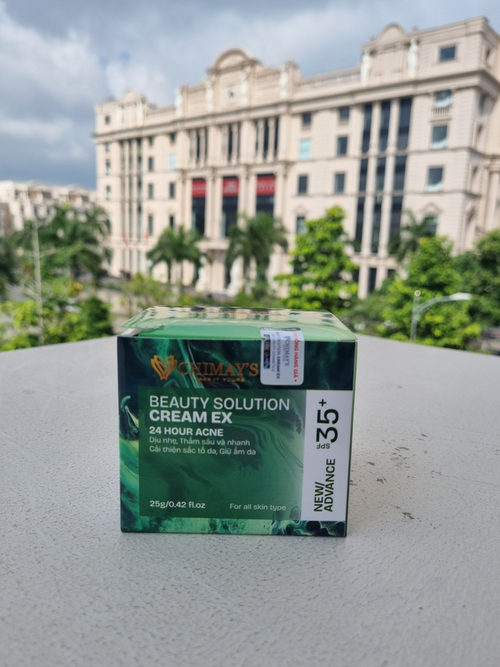 CHIMAY'S
BEAUTY SOLUTION
CREAM EX
24 HOUR ACNE
Dịu nhẹ, Thẩm sâu và nhanh
Cải thiện sắc tố da, Giữ ẩm da
25g/0.42 fl.oz
For all skin type
NEW/
ADVANCE
SPF 35+